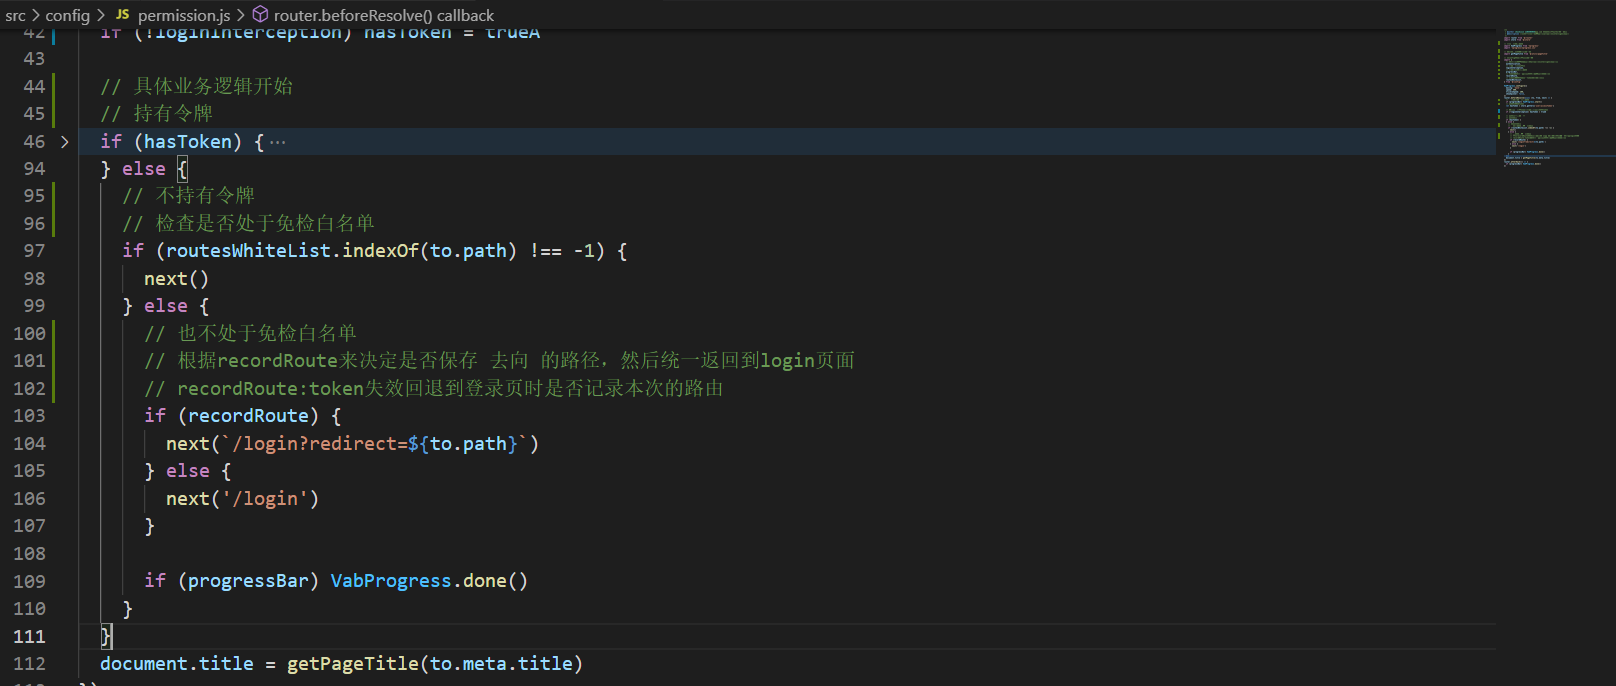 src > config > JS permission.js > router.beforeResolve() callback
42 if (!loginInterception) hasToken = trueA
43
44 // 具体业务逻辑开始
45 // 持有令牌
46 > if (hasToken) { ···
94 } else {
95 // 不持有令牌
96 // 检查是否处于免检白名单
97 if (routesWhiteList.indexOf(to.path) !== -1) {
98 next()
99 } else {
100 // 也不处于免检白名单
101 // 根据recordRoute来决定是否保存 去向 的路径，然后统一返回到login页面
102 // recordRoute:token失效回退到登录页时是否记录本次的路由
103 if (recordRoute) {
104 next(`/login?redirect=${to.path}`)
105 } else {
106 next('/login')
107 }
108
109 if (progressBar) VabProgress.done()
110 }
111 }
112 document.title = getPageTitle(to.meta.title)